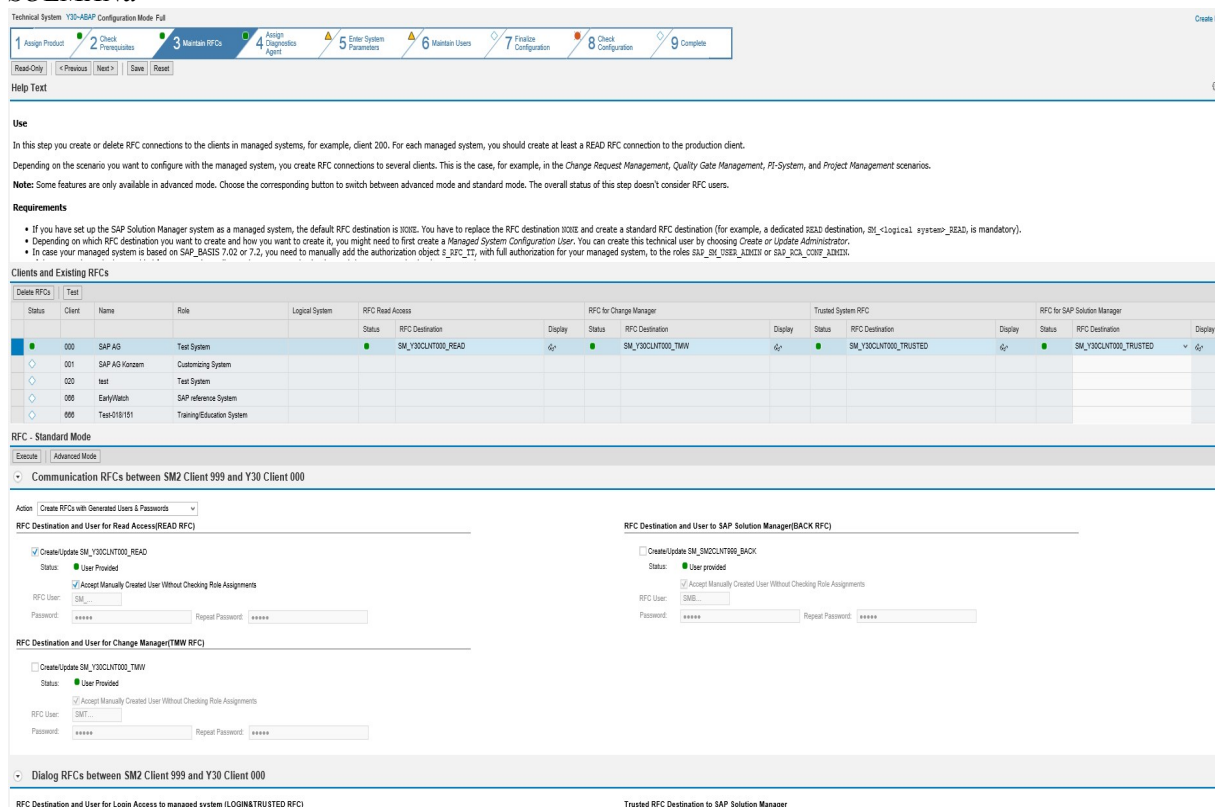 Technical System Y30~ABAP Configuration Mode Full Create
1 Assign Product 2 Check Prerequisites 3 Maintain RFCs 4 Assign Diagnostics Agent 5 Enter System Parameters 6 Maintain Users 7 Finalize Configuration 8 Check Configuration 9 Complete
Read-Only < Previous Next > Save Reset
Help Text
Use
In this step you create or delete RFC connections to the clients in managed systems, for example, client 200. For each managed system, you should create at least a READ RFC connection to the production client.
Depending on the scenario you want to configure with the managed system, you create RFC connections to several clients. This is the case, for example, in the Change Request Management, Quality Gate Management, PI-System, and Project Management scenarios.
Note: Some features are only available in advanced mode. Choose the corresponding button to switch between advanced mode and standard mode. The overall status of this step doesn't consider RFC users.
Requirements
• If you have set up the SAP Solution Manager system as a managed system, the default RFC destination is NONE. You have to replace the RFC destination NONE and create a standard RFC destination (for example, a dedicated READ destination, SM_<logical system>_READ, is mandatory).
• Depending on which RFC destination you want to create and how you want to create it, you might need to first create a Managed System Configuration User. You can create this technical user by choosing Create or Update Administrator.
• In case your managed system is based on SAP_BASIS 7.02 or 7.2, you need to manually add the authorization object S_RFC_TT, with full authorization for your managed system, to the roles SAP_SM_USER_ADMIN or SAP_RCA_CONF_ADMIN.
Clients and Existing RFCs
Delete RFCs Test
Status Client Name Role Logical System RFC Read Access RFC for Change Manager Trusted System RFC RFC for SAP Solution Manager
Status RFC Destination Display Status RFC Destination Display Status RFC Destination Display Status RFC Destination Display
000 SAP AG Test System SM_Y30CLNT000_READ SM_Y30CLNT000_TMW SM_Y30CLNT000_TRUSTED SM_Y30CLNT000_TRUSTED
001 SAP AG Konzern Customizing System
020 test Test System
066 EarlyWatch SAP reference System
666 Test-018/151 Training/Education System
RFC - Standard Mode
Execute Advanced Mode
Communication RFCs between SM2 Client 999 and Y30 Client 000
Action Create RFCs with Generated Users & Passwords
RFC Destination and User for Read Access(READ RFC) RFC Destination and User to SAP Solution Manager(BACK RFC)
Create/Update SM_Y30CLNT000_READ Create/Update SM_SM2CLNT999_BACK
Status: User Provided Status: User provided
Accept Manually Created User Without Checking Role Assignments Accept Manually Created User Without Checking Role Assignments
RFC User: SM_... RFC User: SMB...
Password: ••••• Repeat Password: ••••• Password: ••••• Repeat Password: •••••
RFC Destination and User for Change Manager(TMW RFC)
Create/Update SM_Y30CLNT000_TMW
Status: User Provided
Accept Manually Created User Without Checking Role Assignments
RFC User: SMT...
Password: ••••• Repeat Password: •••••
Dialog RFCs between SM2 Client 999 and Y30 Client 000
RFC Destination and User for Login Access to managed system (LOGIN&TRUSTED RFC) Trusted RFC Destination to SAP Solution Manager